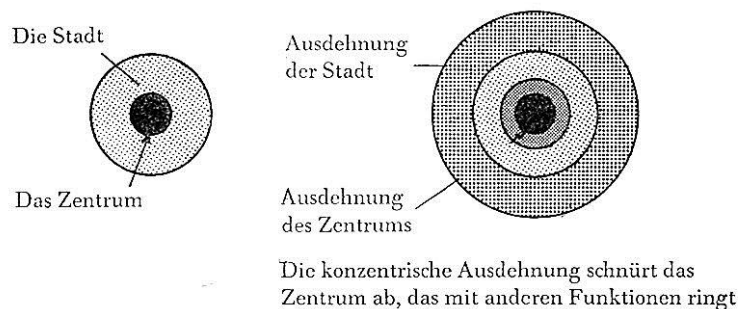 Die Stadt
Das Zentrum
Ausdehnung
der Stadt
Ausdehnung
des Zentrums
Die konzentrische Ausdehnung schnürt das
Zentrum ab, das mit anderen Funktionen ringt